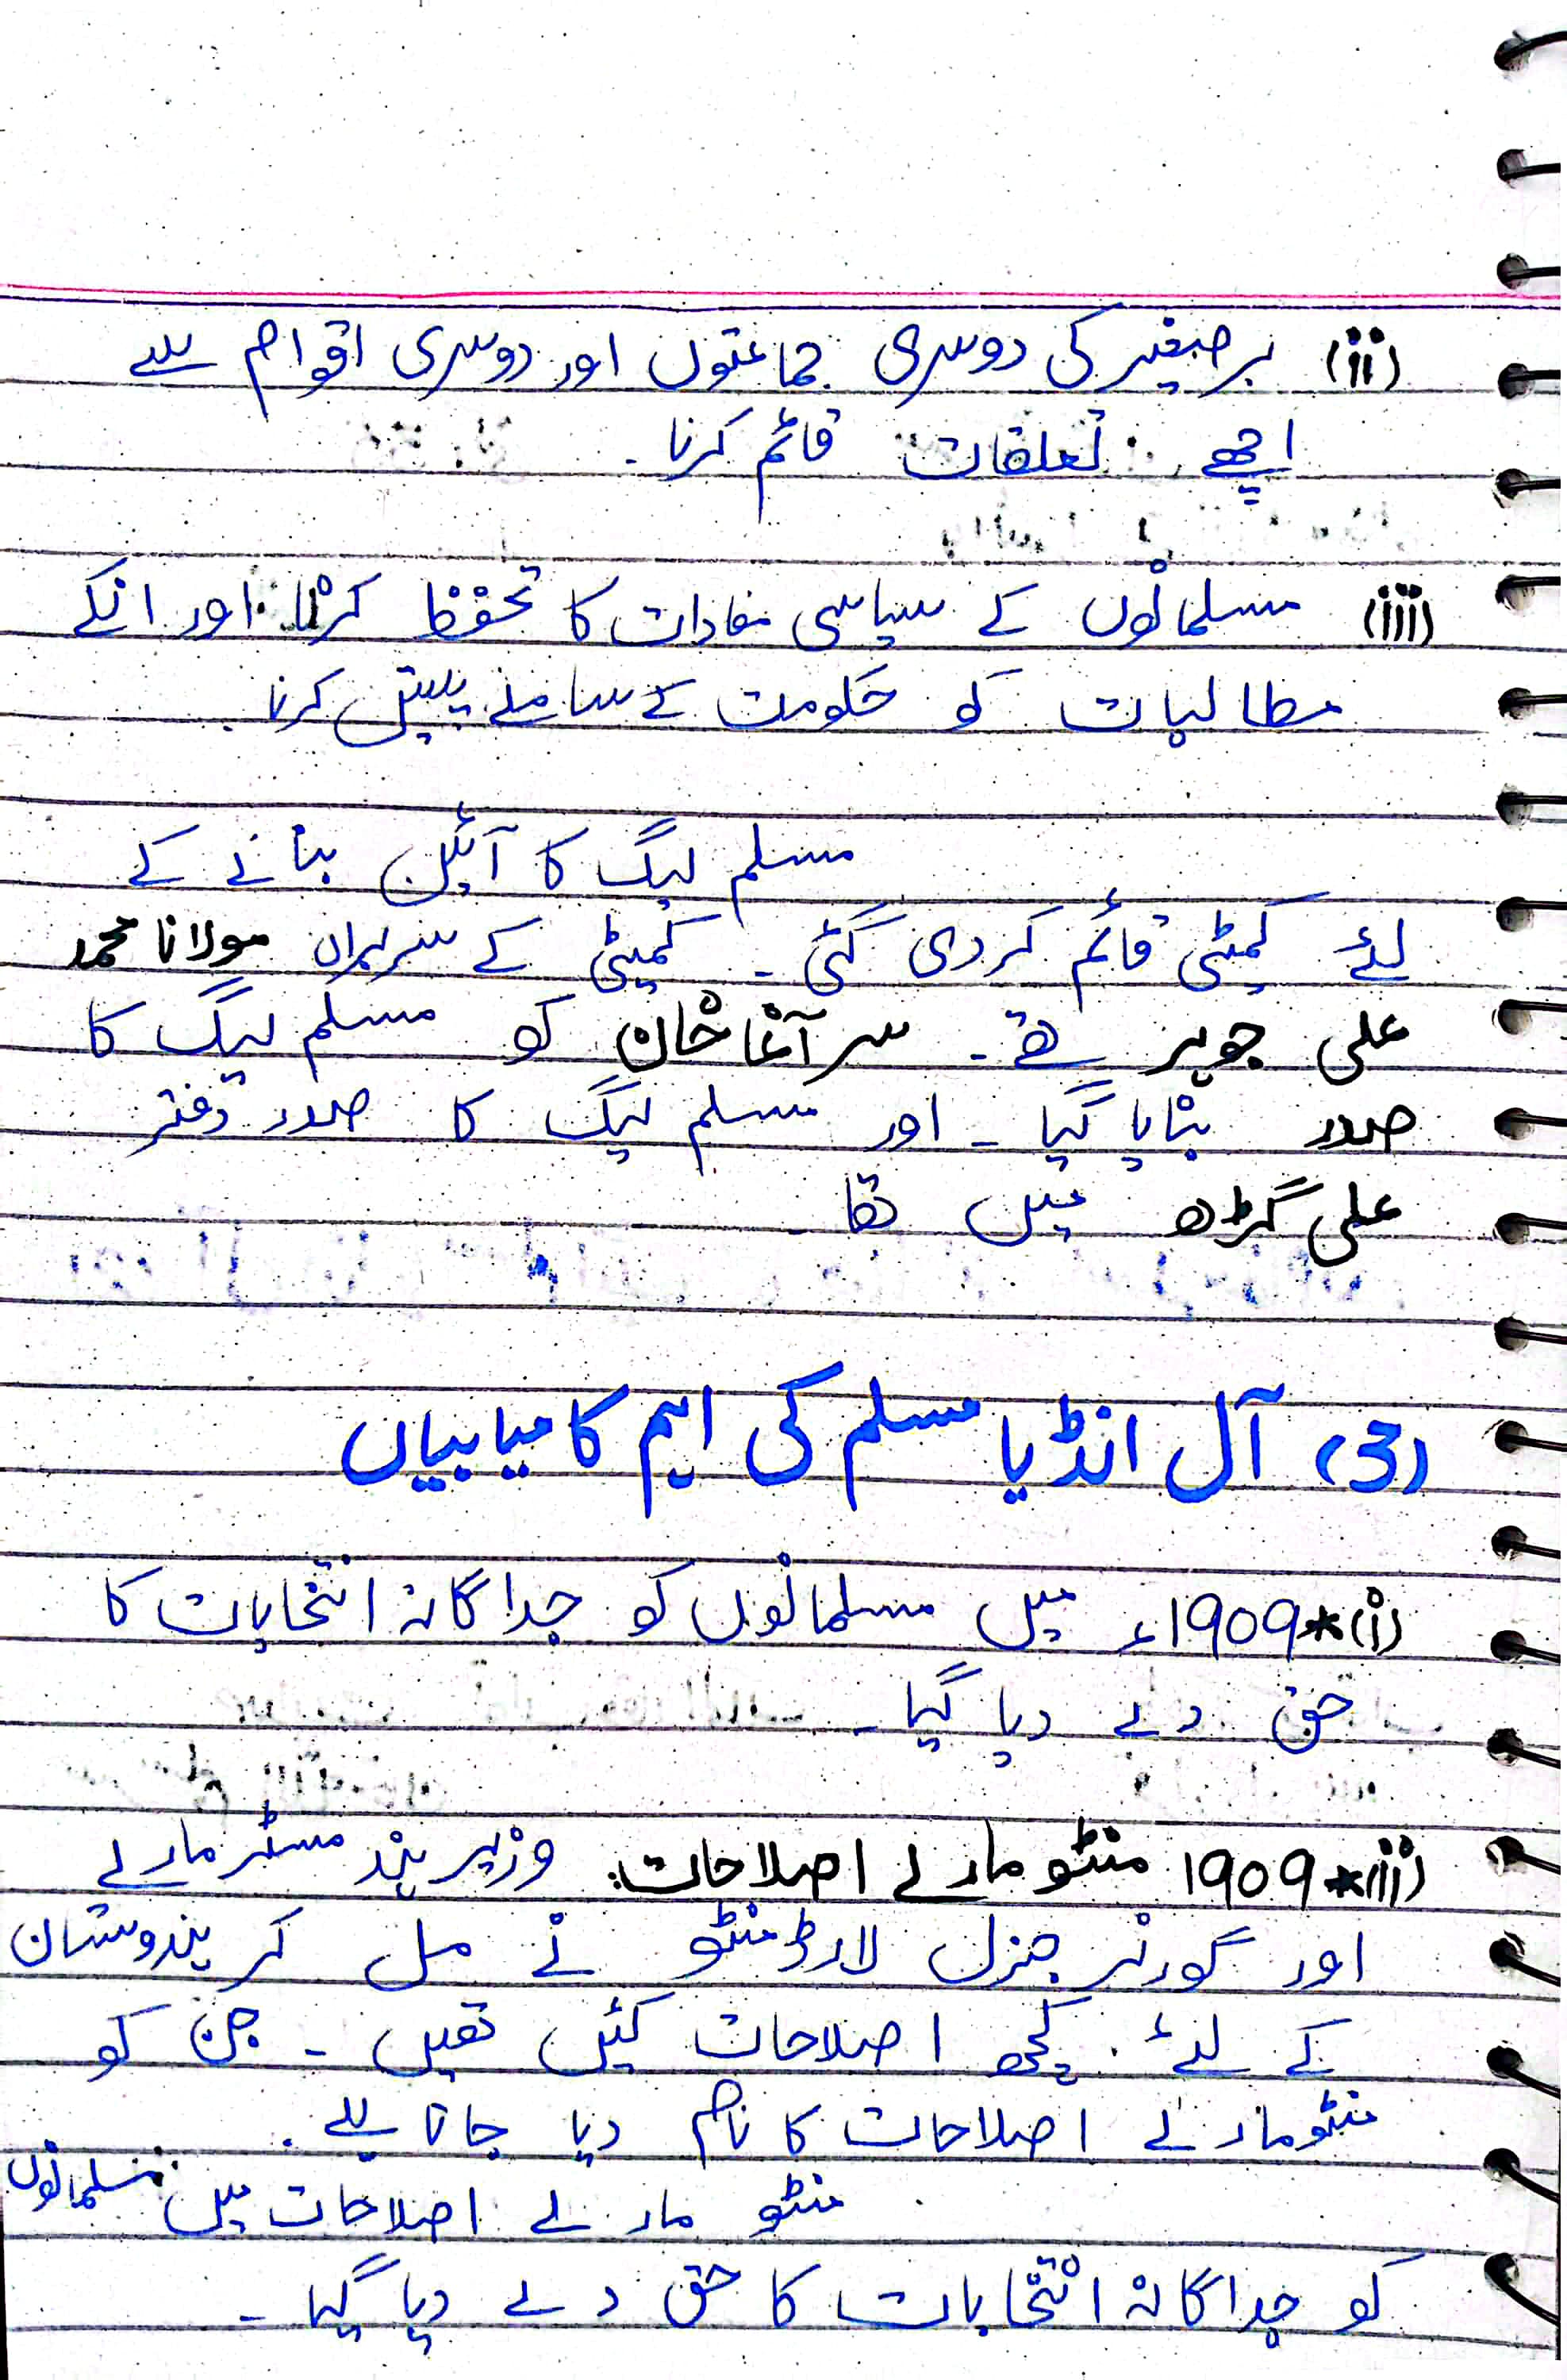 (ii) برصغیر کی دوسری جماعتوں اور دوسری اقوام سے
اچھے تعلقات قائم کرنا۔
(iii) مسلمانوں کے سیاسی مفادات کا تحفظ کرنا اور انکے
مطالبات کو حکومت کے سامنے پیش کرنا۔
مسلم لیگ کا آئین بنانے کے
لئے کمیٹی قائم کر دی گئی۔ کمیٹی کے سربراہ مولانا محمد
علی جوہر تھے۔ سر آغا خان کو مسلم لیگ کا
صدر بنایا گیا۔ اور مسلم لیگ کا صدر دفتر
علی گڑھ میں تھا
(3) آل انڈیا مسلم کی اہم کامیابیاں
(i)* 1909ء میں مسلمانوں کو جداگانہ انتخابات کا
حق دے دیا گیا۔
(ii)* 1909 منٹو مارلے اصلاحات: وزیر ہند مسٹر مارلے
اور گورنر جنرل لارڈ منٹو نے مل کر ہندوستان
کے لئے کچھ اصلاحات کئیں تھیں۔ جن کو
منٹو مارلے اصلاحات کا نام دیا جاتا ہے۔
منٹو مارلے اصلاحات میں مسلمانوں
کو جداگانہ انتخابات کا حق دے دیا گیا۔